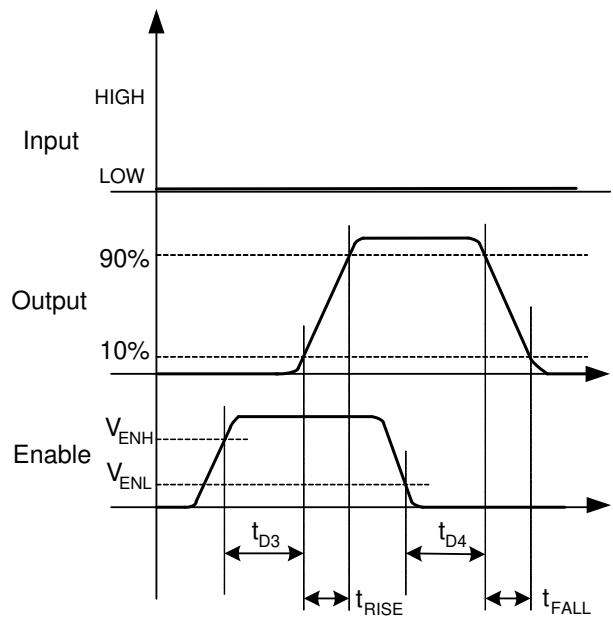 HIGH
Input
LOW
90%
Output
10%
VENH
Enable
VENL
tD3
tD4
tRISE
tFALL